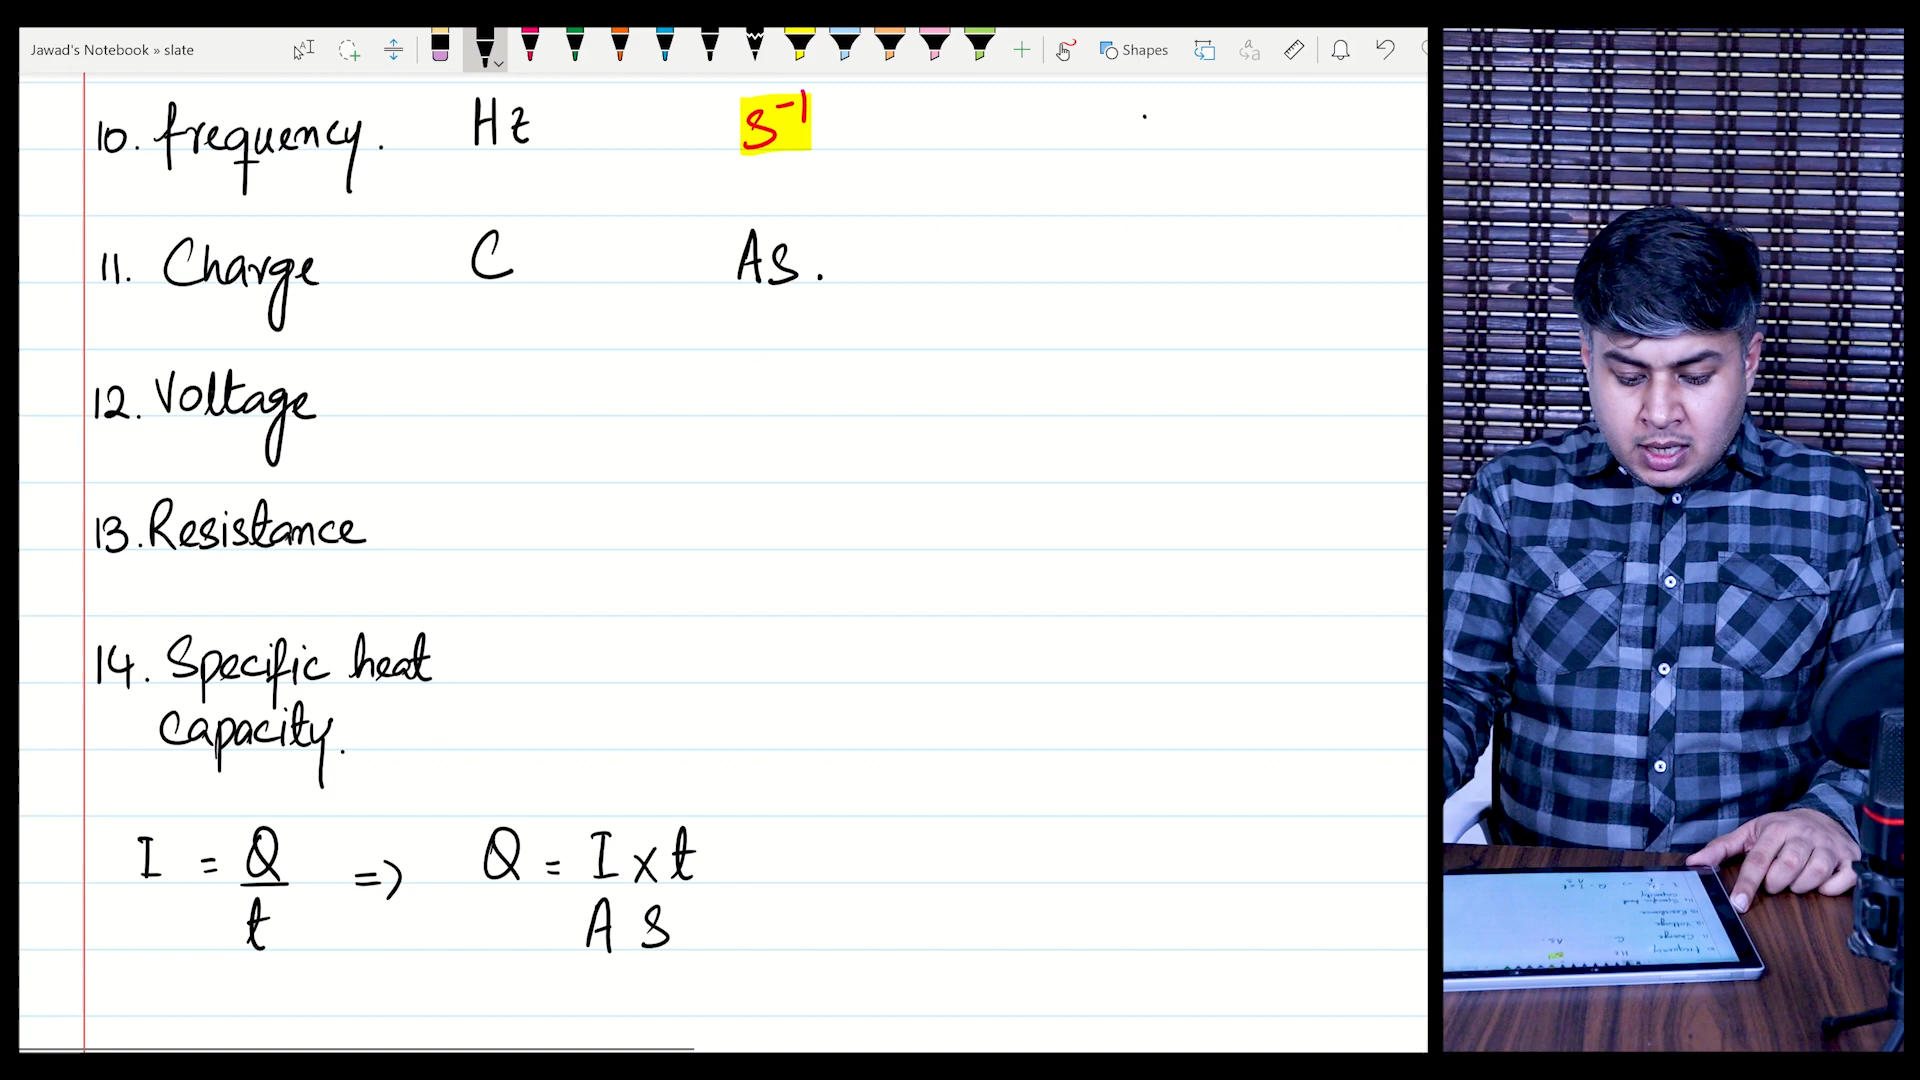 Jawad's Notebook » slate
Shapes
10. frequency. Hz s⁻¹
11. Charge C As.
12. Voltage
13. Resistance
14. Specific heat
capacity.
I = Q/t => Q = I x t
A s